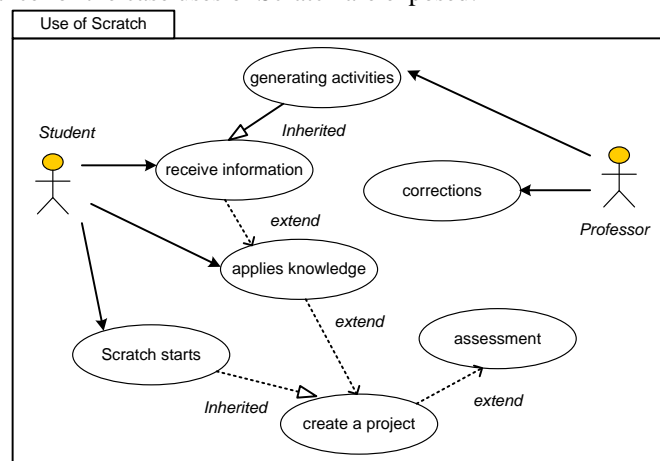 Use of Scratch
generating activities
Student
Inherited
receive information
corrections
extend
Professor
applies knowledge
extend
assessment
Scratch starts
Inherited
extend
create a project